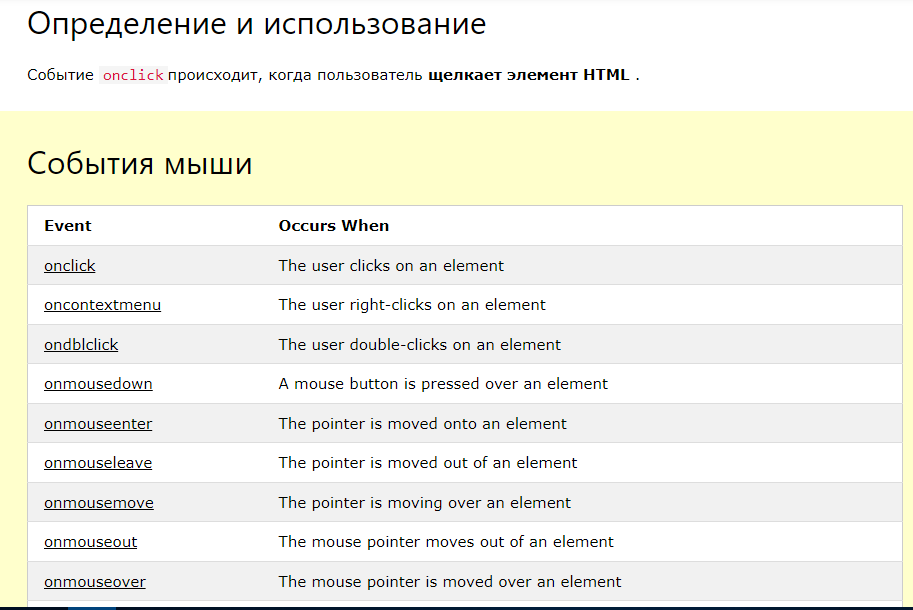 Определение и использование
Событие onclick происходит, когда пользователь щелкает элемент HTML .
События мыши
Event Occurs When
onclick The user clicks on an element
oncontextmenu The user right-clicks on an element
ondblclick The user double-clicks on an element
onmousedown A mouse button is pressed over an element
onmouseenter The pointer is moved onto an element
onmouseleave The pointer is moved out of an element
onmousemove The pointer is moving over an element
onmouseout The mouse pointer moves out of an element
onmouseover The mouse pointer is moved over an element